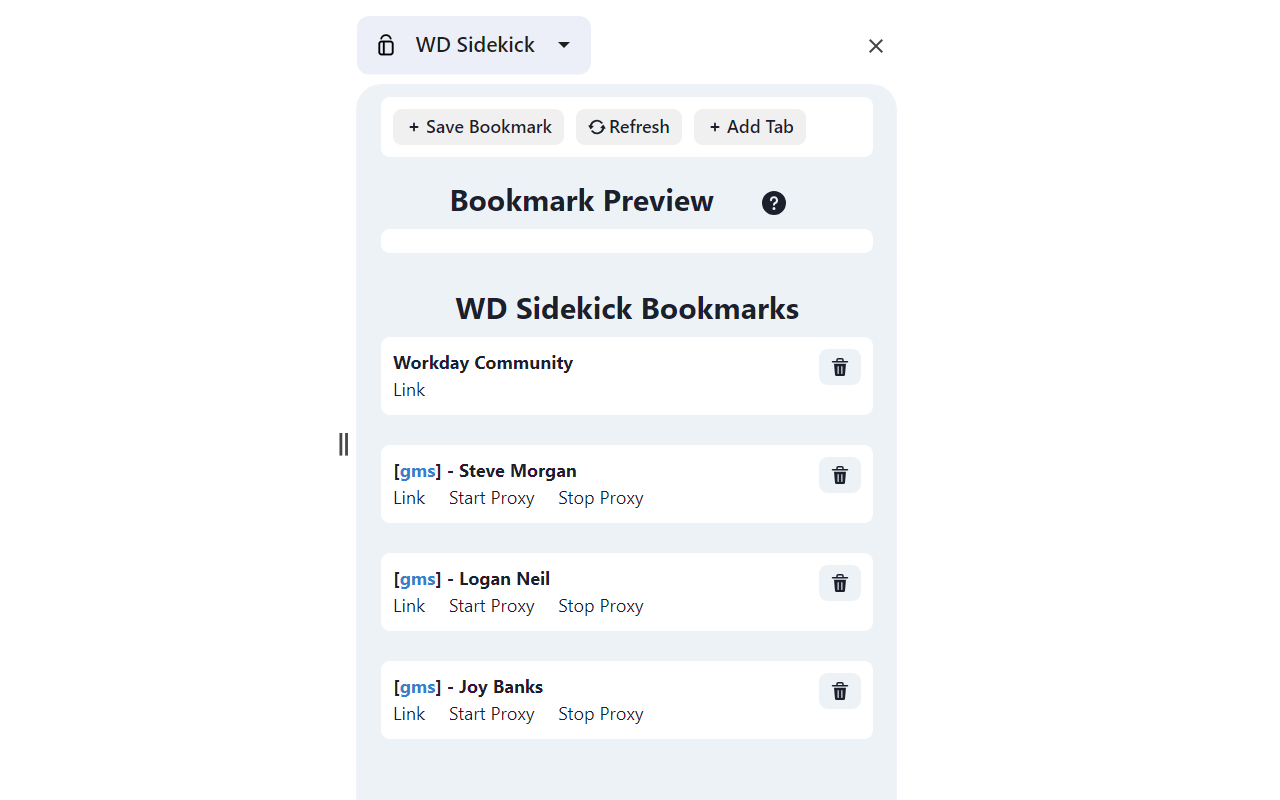 WD Sidekick
+ Save Bookmark Refresh + Add Tab
Bookmark Preview ?
WD Sidekick Bookmarks
Workday Community
Link
[gms] - Steve Morgan
Link Start Proxy Stop Proxy
[gms] - Logan Neil
Link Start Proxy Stop Proxy
[gms] - Joy Banks
Link Start Proxy Stop Proxy